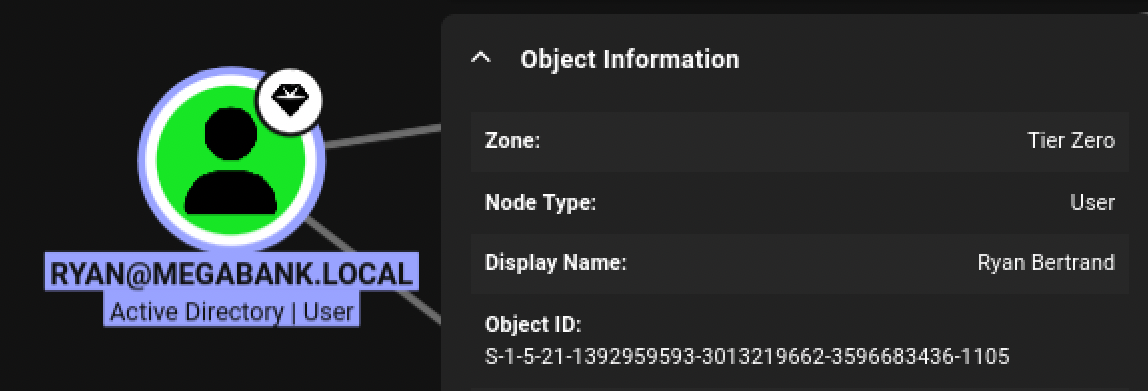 RYAN@MEGABANK.LOCAL
Active Directory | User
Object Information
Zone: Tier Zero
Node Type: User
Display Name: Ryan Bertrand
Object ID:
S-1-5-21-1392959593-3013219662-3596683436-1105